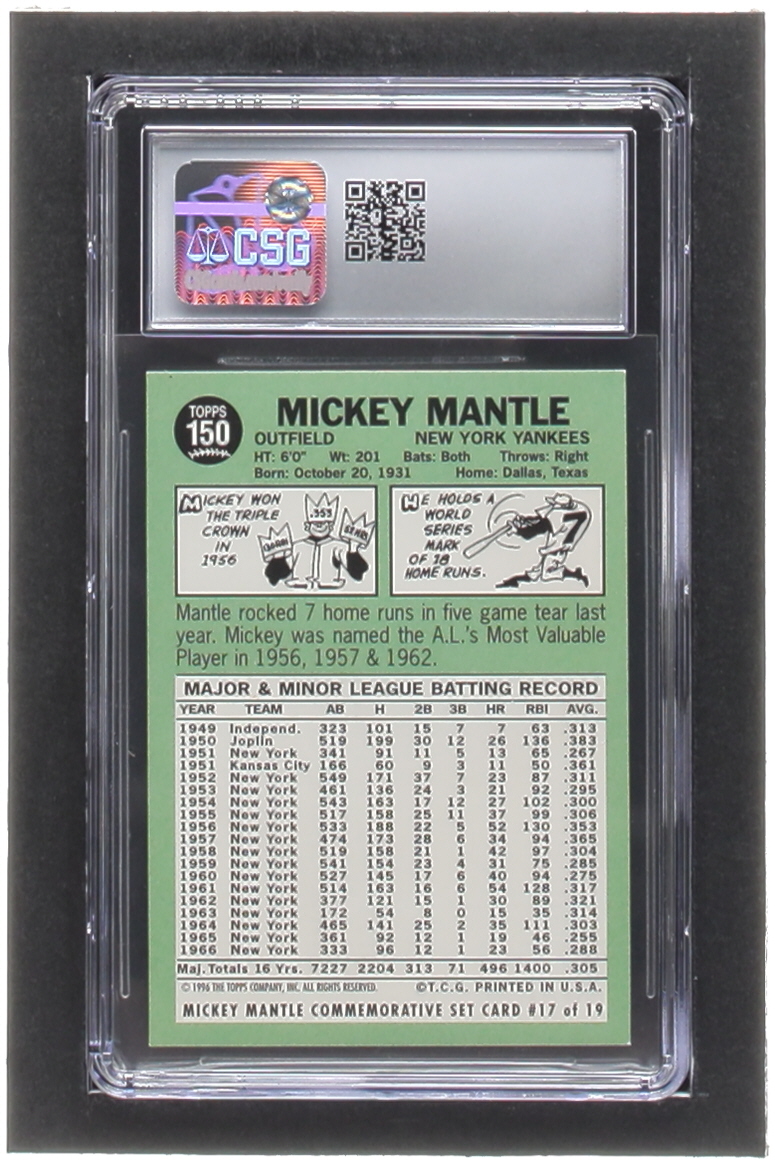 CSG
TOPPS
150
MICKEY MANTLE
OUTFIELD NEW YORK YANKEES
HT: 6'0" Wt: 201 Bats: Both Throws: Right
Born: October 20, 1931 Home: Dallas, Texas
MICKEY WON
THE TRIPLE
CROWN
IN
1956
.353
52 HRS
HE HOLDS A
WORLD
SERIES
MARK
OF 18
HOME RUNS.
7
Mantle rocked 7 home runs in five game tear last
year. Mickey was named the A.L.'s Most Valuable
Player in 1956, 1957 & 1962.
MAJOR & MINOR LEAGUE BATTING RECORD
YEAR TEAM AB H 2B 3B HR RBI AVG.
1949 Independ. 323 101 15 7 7 63 .313
1950 Joplin 519 199 30 12 26 136 .383
1951 New York 341 91 11 5 13 65 .267
1951 Kansas City 166 60 9 3 11 50 .361
1952 New York 549 171 37 7 23 87 .311
1953 New York 461 136 24 3 21 92 .295
1954 New York 543 163 17 12 27 102 .300
1955 New York 517 158 25 11 37 99 .306
1956 New York 533 188 22 5 52 130 .353
1957 New York 474 173 28 6 34 94 .365
1958 New York 519 158 21 1 42 97 .304
1959 New York 541 154 23 4 31 75 .285
1960 New York 527 145 17 6 40 94 .275
1961 New York 514 163 16 6 54 128 .317
1962 New York 377 121 15 1 30 89 .321
1963 New York 172 54 8 0 15 35 .314
1964 New York 465 141 25 2 35 111 .303
1965 New York 361 92 12 1 19 46 .255
1966 New York 333 96 12 1 23 56 .288
Maj. Totals 16 Yrs. 7227 2204 313 71 496 1400 .305
© 1996 THE TOPPS COMPANY, INC. ALL RIGHTS RESERVED. ©T.C.G. PRINTED IN U.S.A.
MICKEY MANTLE COMMEMORATIVE SET CARD #17 of 19